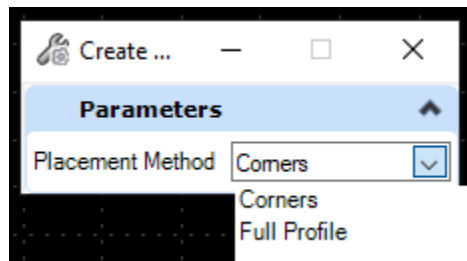 Create ...
Parameters
Placement Method Corners
Corners
Full Profile